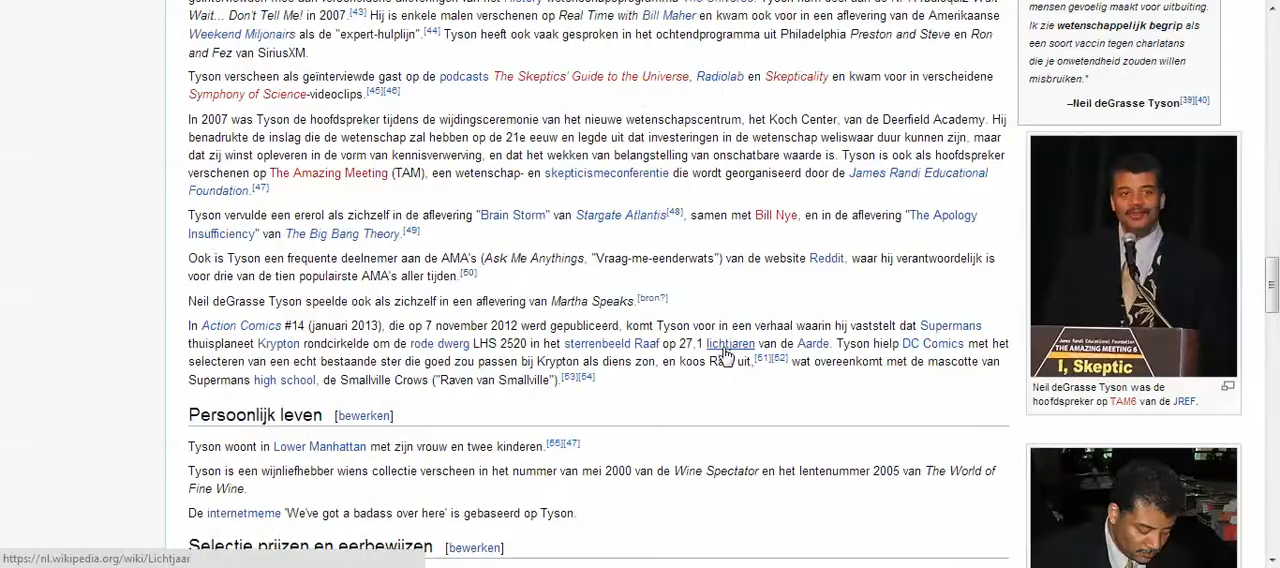 Wait... Don't Tell Me! in 2007.[43] Hij is enkele malen verschenen op Real Time with Bill Maher en kwam ook voor in een aflevering van de Amerikaanse
Weekend Miljonairs als de "expert-hulplijn".[44] Tyson heeft ook vaak gesproken in het ochtendprogramma uit Philadelphia Preston and Steve en Ron
and Fez van SiriusXM.
Tyson verscheen als geïnterviewde gast op de podcasts The Skeptics' Guide to the Universe, Radiolab en Skepticality en kwam voor in verscheidene
Symphony of Science-videoclips.[45][46]
In 2007 was Tyson de hoofdspreker tijdens de wijdingsceremonie van het nieuwe wetenschapscentrum, het Koch Center, van de Deerfield Academy. Hij
benadrukte de inslag die de wetenschap zal hebben op de 21e eeuw en legde uit dat investeringen in de wetenschap weliswaar duur kunnen zijn, maar
dat zij winst opleveren in de vorm van kennisverwerving, en dat het wekken van belangstelling van onschatbare waarde is. Tyson is ook als hoofdspreker
verschenen op The Amazing Meeting (TAM), een wetenschap- en skepticismeconferentie die wordt georganiseerd door de James Randi Educational
Foundation.[47]
Tyson vervulde een ererol als zichzelf in de aflevering "Brain Storm" van Stargate Atlantis[48], samen met Bill Nye, en in de aflevering "The Apology
Insufficiency" van The Big Bang Theory.[49]
Ook is Tyson een frequente deelnemer aan de AMA's (Ask Me Anythings, "Vraag-me-eenderwats") van de website Reddit, waar hij verantwoordelijk is
voor drie van de tien populairste AMA's aller tijden.[50]
Neil deGrasse Tyson speelde ook als zichzelf in een aflevering van Martha Speaks.[bron?]
In Action Comics #14 (januari 2013), die op 7 november 2012 werd gepubliceerd, komt Tyson voor in een verhaal waarin hij vaststelt dat Supermans
thuisplaneet Krypton rondcirkelde om de rode dwerg LHS 2520 in het sterrenbeeld Raaf op 27,1 lichtjaren van de Aarde. Tyson hielp DC Comics met het
selecteren van een echt bestaande ster die goed zou passen bij Krypton als diens zon, en koos Raaf uit,[51][52] wat overeenkomt met de mascotte van
Supermans high school, de Smallville Crows ("Raven van Smallville").[53][54]
Persoonlijk leven [bewerken]
Tyson woont in Lower Manhattan met zijn vrouw en twee kinderen.[55][47]
Tyson is een wijnliefhebber wiens collectie verscheen in het nummer van mei 2000 van de Wine Spectator en het lentenummer 2005 van The World of
Fine Wine.
De internetmeme 'We've got a badass over here' is gebaseerd op Tyson.
Selectie prijzen en eerbewijzen [bewerken]
https://nl.wikipedia.org/wiki/Lichtjaar
mensen gevoelig maakt voor uitbuiting.
Ik zie wetenschappelijk begrip als
een soort vaccin tegen charlatans
die je onwetendheid zouden willen
misbruiken."
–Neil deGrasse Tyson[39][40]
THE AMAZING MEETING 6
I, Skeptic
Neil deGrasse Tyson was de
hoofdspreker op TAM6 van de JREF.